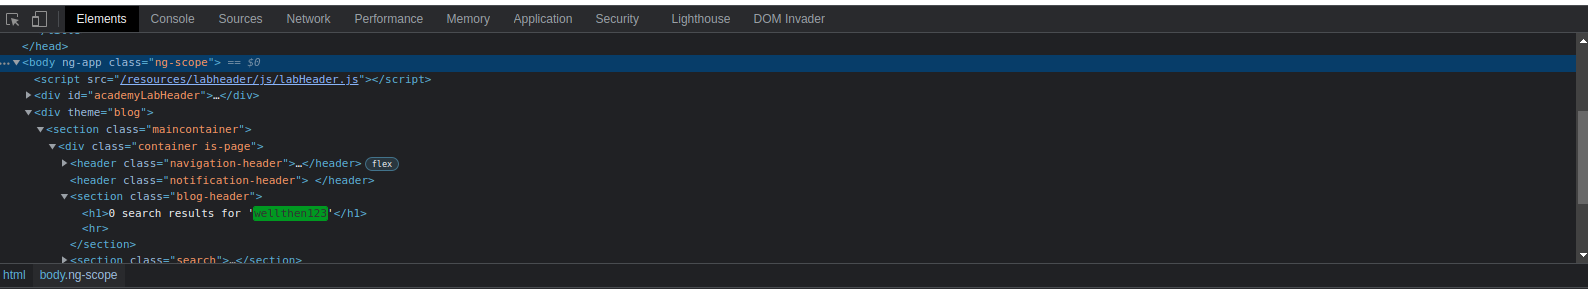 Elements Console Sources Network Performance Memory Application Security Lighthouse DOM Invader
</head>
<body ng-app class="ng-scope"> == $0
<script src="/resources/labheader/js/labHeader.js"></script>
<div id="academyLabHeader">…</div>
<div theme="blog">
<section class="maincontainer">
<div class="container is-page">
<header class="navigation-header">…</header> flex
<header class="notification-header"> </header>
<section class="blog-header">
<h1>0 search results for 'wellthen123'</h1>
<hr>
</section>
<section class="search">…</section>
html body.ng-scope